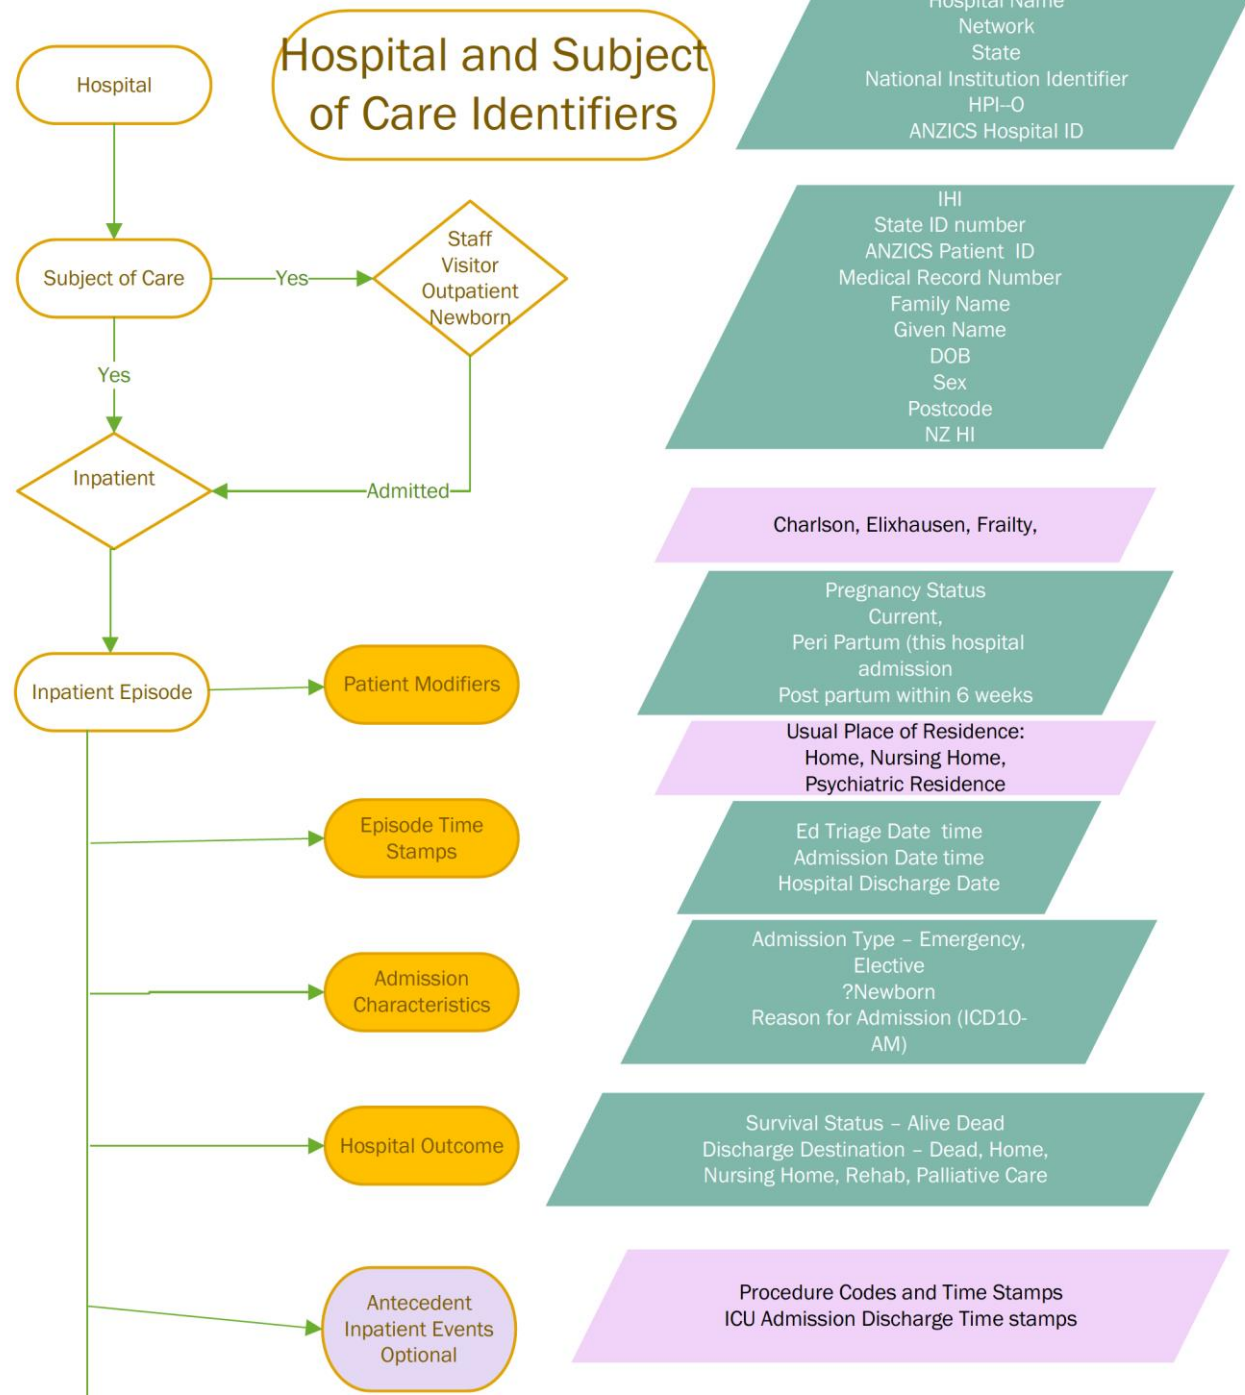 Hospital and Subject
of Care Identifiers
Hospital
Hospital Name
Network
State
National Institution Identifier
HPI--O
ANZICS Hospital ID
Subject of Care
Yes
Staff
Visitor
Outpatient
Newborn
IHI
State ID number
ANZICS Patient  ID
Medical Record Number
Family Name
Given Name
DOB
Sex
Postcode
NZ HI
Yes
Inpatient
Admitted
Charlson, Elixhausen, Frailty,
Inpatient Episode
Patient Modifiers
Pregnancy Status
Current,
Peri Partum (this hospital
admission
Post partum within 6 weeks
Usual Place of Residence:
Home, Nursing Home,
Psychiatric Residence
Episode Time
Stamps
Ed Triage Date  time
Admission Date time
Hospital Discharge Date
Admission
Characteristics
Admission Type – Emergency,
Elective
?Newborn
Reason for Admission (ICD10-
AM)
Hospital Outcome
Survival Status – Alive Dead
Discharge Destination – Dead, Home,
Nursing Home, Rehab, Palliative Care
Antecedent
Inpatient Events
Optional
Procedure Codes and Time Stamps
ICU Admission Discharge Time stamps